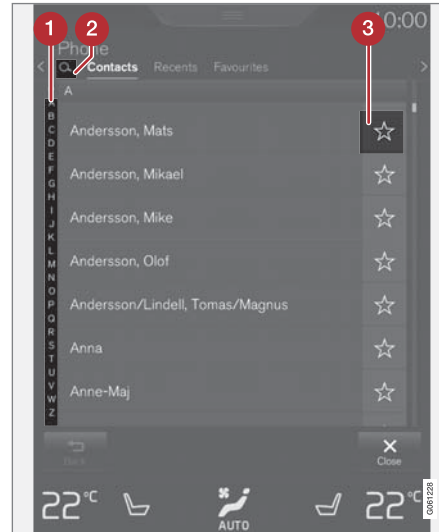 10:00
1
2
3
Phone
Contacts Recents Favourites
A
A
B
C
D
E
F
G
H
I
J
K
L
M
N
O
P
Q
R
S
T
U
V
W
Z
Andersson, Mats
Andersson, Mikael
Andersson, Mike
Andersson, Olof
Andersson/Lindell, Tomas/Magnus
Anna
Anne-Maj
Back
Close
22°C
AUTO
22°C
G061228